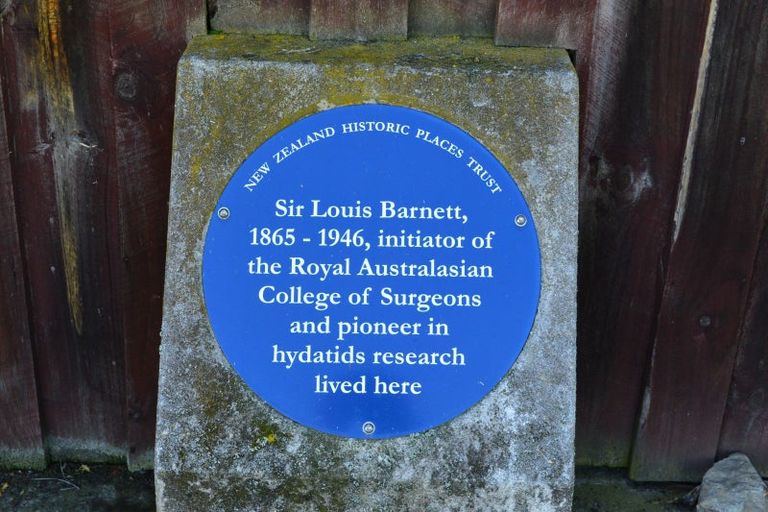 NEW ZEALAND HISTORIC PLACES TRUST
Sir Louis Barnett,
1865 - 1946, initiator of
the Royal Australasian
College of Surgeons
and pioneer in
hydatids research
lived here